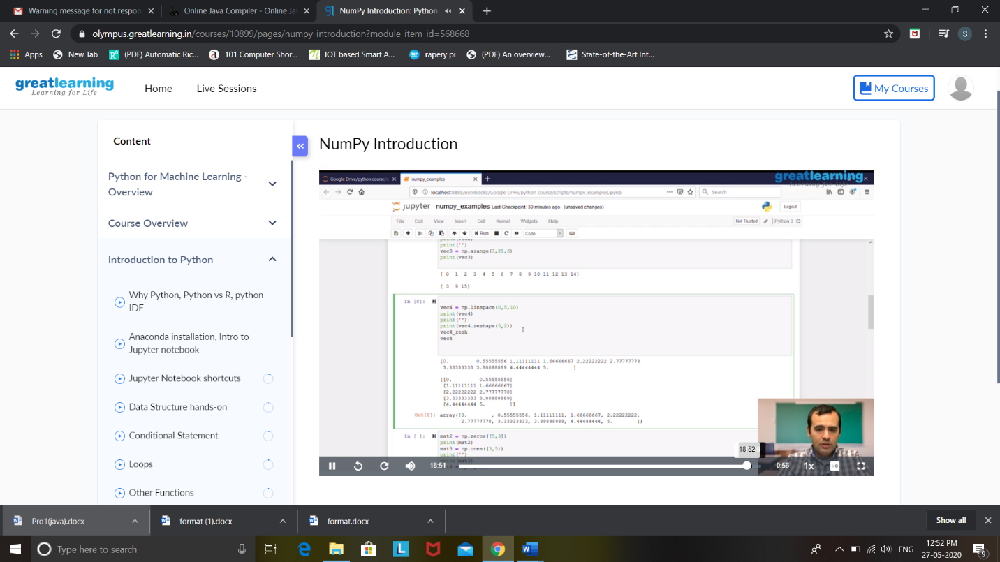 Warning message for not respon
Online Java Compiler - Online Ja
NumPy Introduction: Python
olympus.greatlearning.in/courses/10899/pages/numpy-introduction?module_item_id=568668
S
Apps
New Tab
(PDF) Automatic Ric...
101 Computer Shor...
IOT based Smart A...
rapery pi
(PDF) An overview...
State-of-the-Art Int...
greatlearning
Learning for Life
Home
Live Sessions
My Courses
Content
Python for Machine Learning -
Overview
Course Overview
Introduction to Python
Why Python, Python vs R, python
IDE
Anaconda installation, Intro to
Jupyter notebook
Jupyter Notebook shortcuts
Data Structure hands-on
Conditional Statement
Loops
Other Functions
NumPy Introduction
Google Drive/python course/s
numpy_examples
greatlearning
Learning for Life
localhost:8888/notebooks/Google Drive/python course/scripts/numpy_examples.ipynb
Search
jupyter numpy_examples Last Checkpoint 30 minutes ago (unsaved changes)
Logout
File Edit View Insert Cell Kernel Widgets Help
Not Trusted
Python 3
Run
Code
print(vec2)
print('')
vec3 = np.arange(3,21,6)
print(vec3)
[ 0 1 2 3 4 5 6 7 8 9 10 11 12 13 14]
[ 3 9 15]
In [8]:
vec4 = np.linspace(0,5,10)
print(vec4)
print('')
print(vec4.reshape(5,2))
vec4_resh
vec4
[0. 0.55555556 1.11111111 1.66666667 2.22222222 2.77777778
3.33333333 3.88888889 4.44444444 5. ]
[[0. 0.55555556]
[1.11111111 1.66666667]
[2.22222222 2.77777778]
[3.33333333 3.88888889]
[4.44444444 5. ]]
Out[8]: array([0. , 0.55555556, 1.11111111, 1.66666667, 2.22222222,
2.77777778, 3.33333333, 3.88888889, 4.44444444, 5. ])
In [ ]:
mat2 = np.zeros([5,3])
print(mat2)
mat3 = np.ones((3,5))
print('')
print(mat3)
18:52
18:51
-0:56
1x
HD
Pro1(java).docx
format (1).docx
format.docx
Show all
Type here to search
ENG
12:52 PM
27-05-2020
9